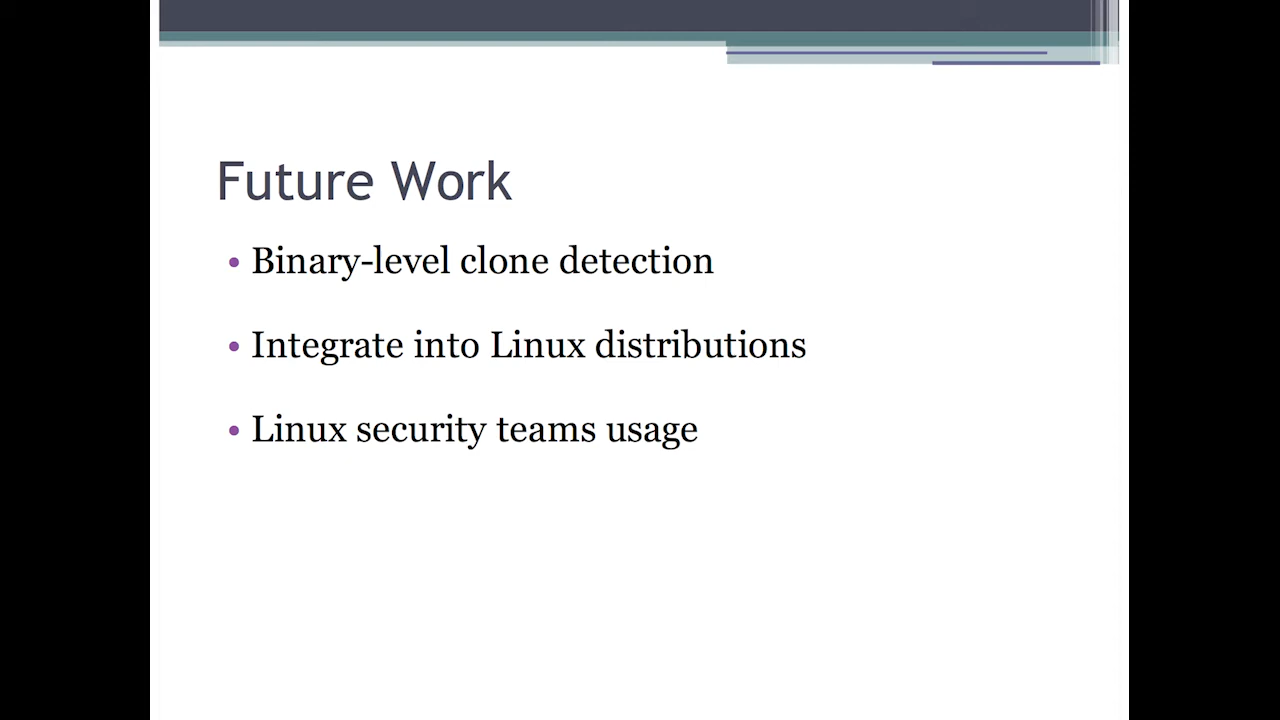 Future Work
• Binary-level clone detection
• Integrate into Linux distributions
• Linux security teams usage